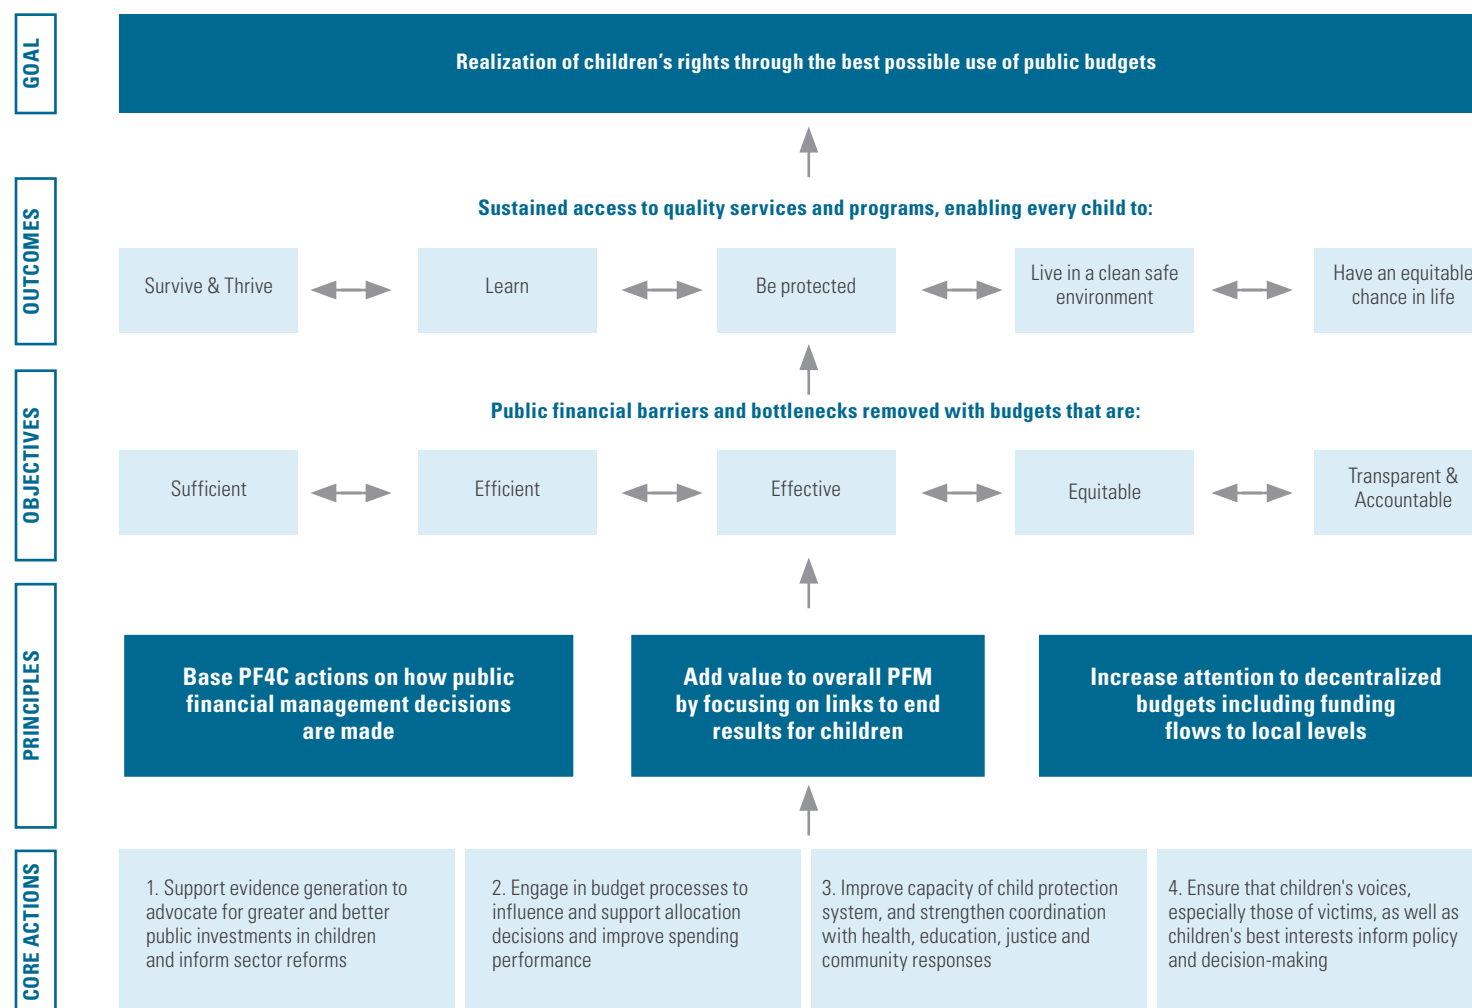 GOAL
Realization of children's rights through the best possible use of public budgets
OUTCOMES
Sustained access to quality services and programs, enabling every child to:
Survive & Thrive
Learn
Be protected
Live in a clean safe
environment
Have an equitable
chance in life
OBJECTIVES
Public financial barriers and bottlenecks removed with budgets that are:
Sufficient
Efficient
Effective
Equitable
Transparent &
Accountable
PRINCIPLES
Base PF4C actions on how public
financial management decisions
are made
Add value to overall PFM
by focusing on links to end
results for children
Increase attention to decentralized
budgets including funding
flows to local levels
CORE ACTIONS
1. Support evidence generation to
advocate for greater and better
public investments in children
and inform sector reforms
2. Engage in budget processes to
influence and support allocation
decisions and improve spending
performance
3. Improve capacity of child protection
system, and strengthen coordination
with health, education, justice and
community responses
4. Ensure that children's voices,
especially those of victims, as well as
children's best interests inform policy
and decision-making